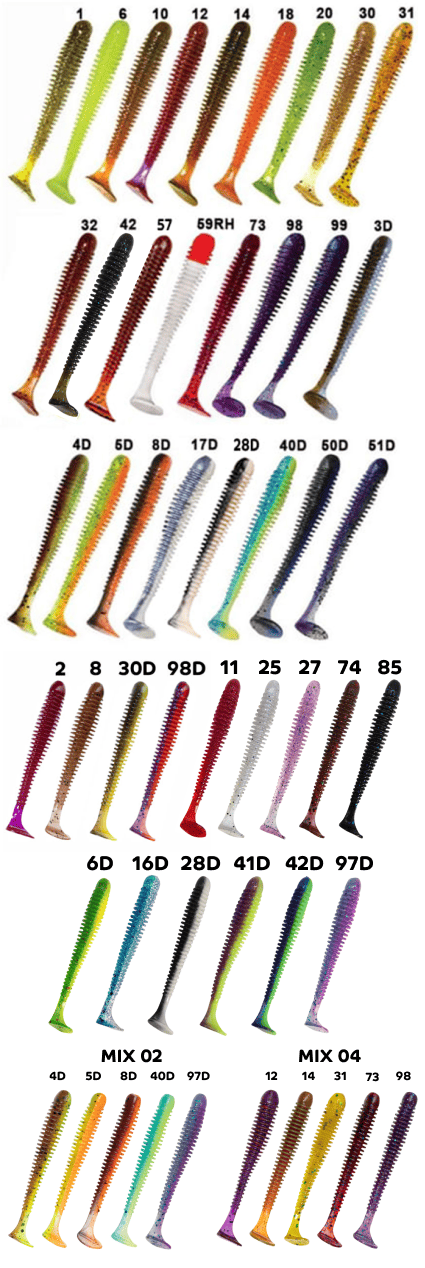 1 6 10 12 14 18 20 30 31
32 42 57 59RH 73 98 99 3D
4D 5D 8D 17D 28D 40D 50D 51D
2 8 30D 98D 11 25 27 74 85
6D 16D 28D 41D 42D 97D
MIX 02 MIX 04
4D 5D 8D 40D 97D 12 14 31 73 98